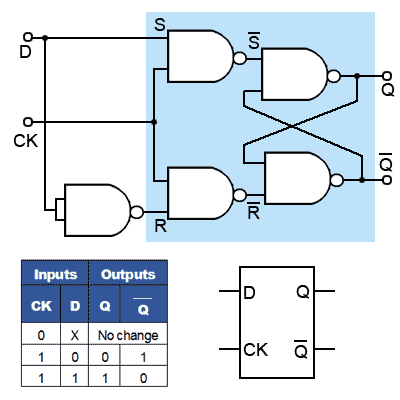 S
S̅
D
Q
CK
Q̅
R
R̅
Inputs Outputs
CK D Q Q̅
0 X No change
1 0 0 1
1 1 1 0
D Q
CK Q̅